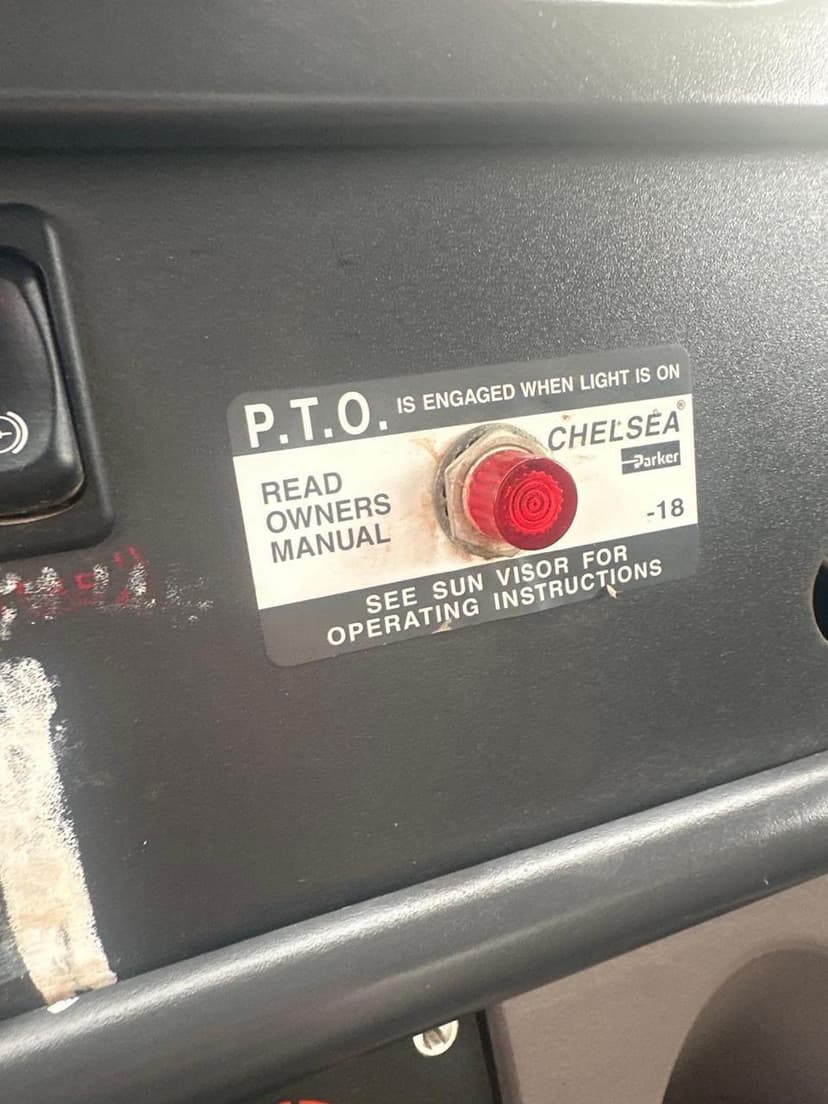 P.T.O. IS ENGAGED WHEN LIGHT IS ON
CHELSEA®
Parker
READ
OWNERS
MANUAL
-18
SEE SUN VISOR FOR
OPERATING INSTRUCTIONS